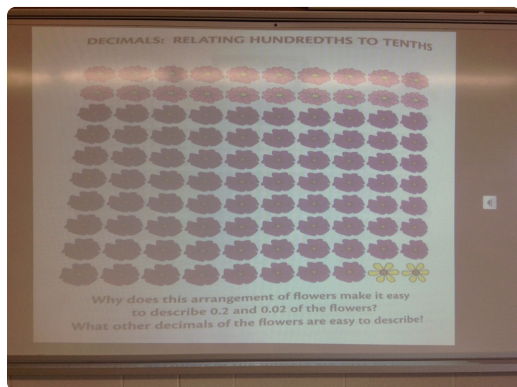 DECIMALS: RELATING HUNDREDTHS TO TENTHS
Why does this arrangement of flowers make it easy
to describe 0.2 and 0.02 of the flowers?
What other decimals of the flowers are easy to describe?